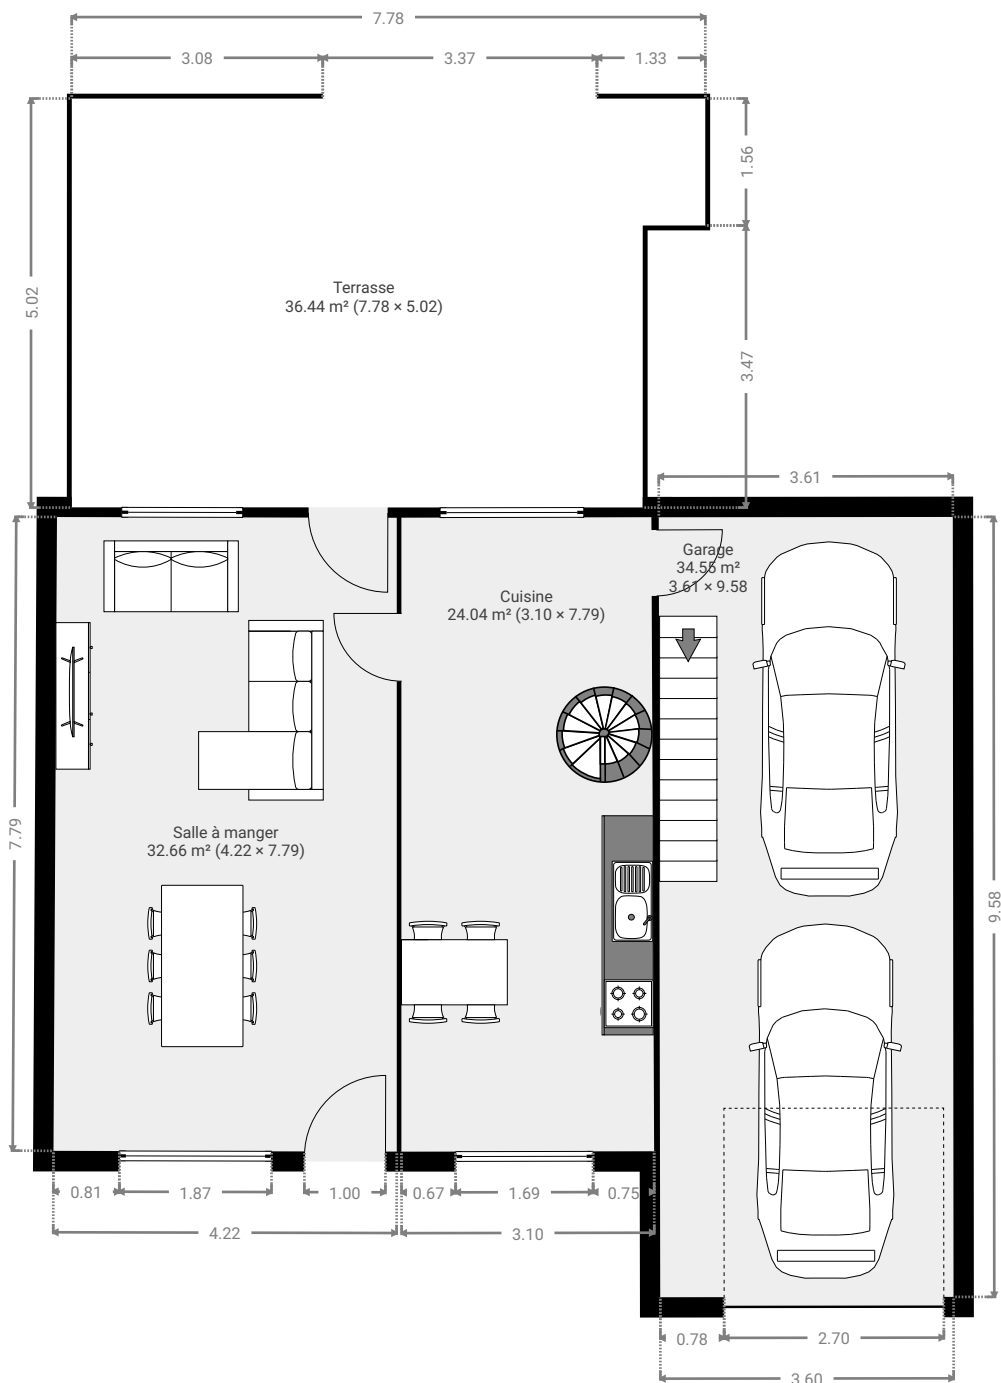 7.78
3.08
3.37
1.33
5.02
1.56
Terrasse
36.44 m² (7.78 × 5.02)
3.47
3.61
7.79
Garage
34.55 m²
3 61 × 9.58
Cuisine
24.04 m² (3.10 × 7.79)
Salle à manger
32.66 m² (4.22 × 7.79)
9.58
0.81
1.87
1.00
0.67
1.69
0.75
4.22
3.10
0.78
2.70
3.60